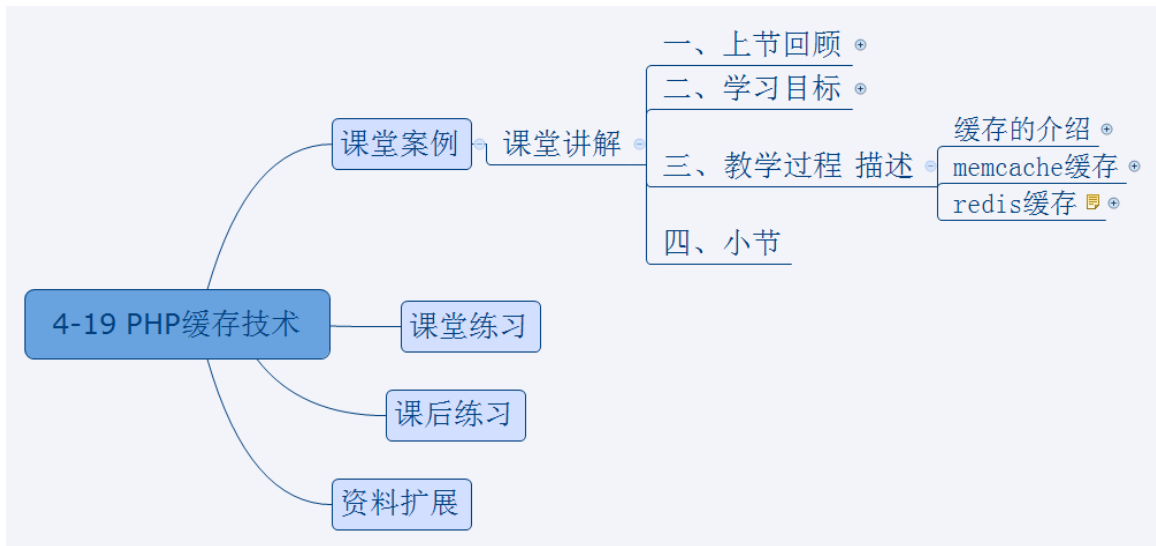 一、上节回顾
二、学习目标
缓存的介绍
课堂案例
课堂讲解
三、教学过程 描述
memcache缓存
redis缓存
四、小节
4-19 PHP缓存技术
课堂练习
课后练习
资料扩展